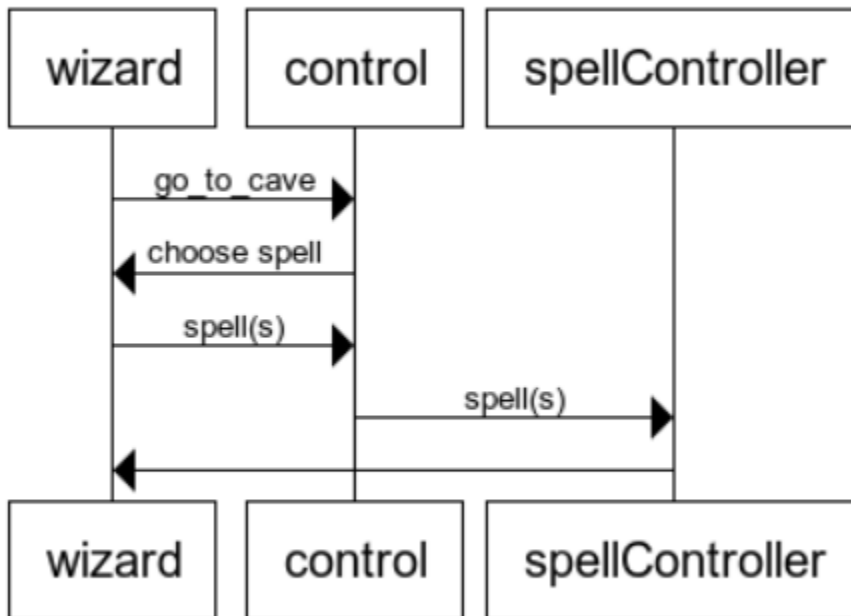 wizard
control
spellController
go_to_cave
choose spell
spell(s)
spell(s)
wizard
control
spellController